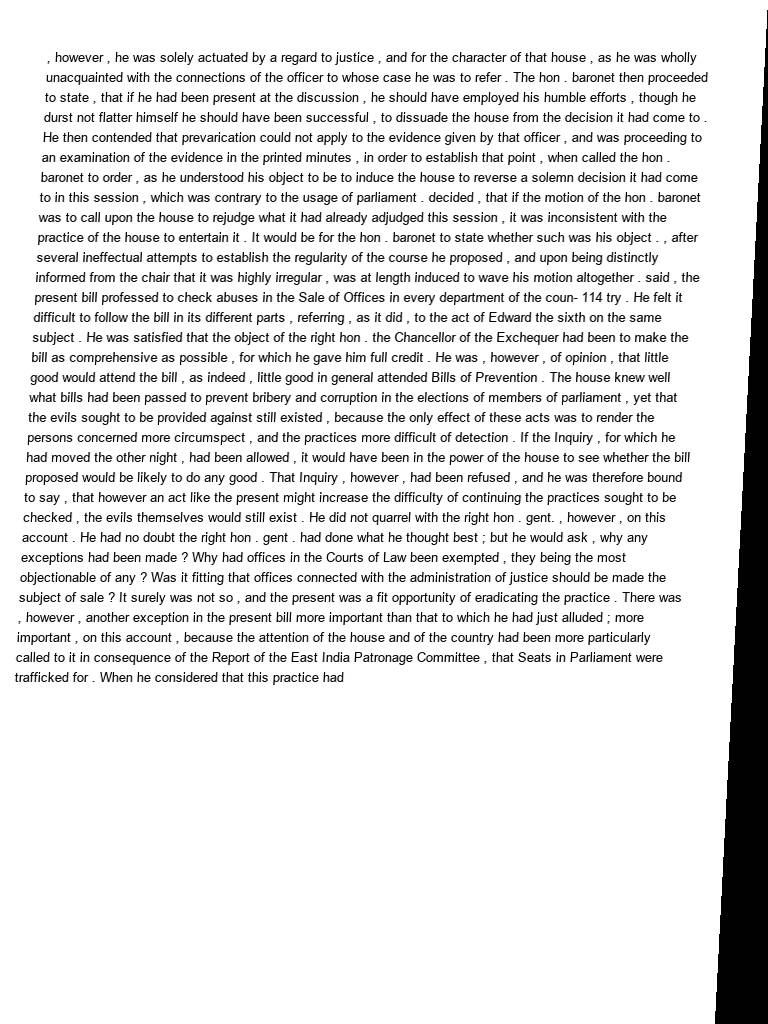 , however , he was solely actuated by a regard to justice , and for the character of that house , as he was wholly
unacquainted with the connections of the officer to whose case he was to refer . The hon . baronet then proceeded
to state , that if he had been present at the discussion , he should have employed his humble efforts , though he
durst not flatter himself he should have been successful , to dissuade the house from the decision it had come to .
He then contended that prevarication could not apply to the evidence given by that officer , and was proceeding to
an examination of the evidence in the printed minutes , in order to establish that point , when called the hon .
baronet to order , as he understood his object to be to induce the house to reverse a solemn decision it had come
to in this session , which was contrary to the usage of parliament . decided , that if the motion of the hon . baronet
was to call upon the house to rejudge what it had already adjudged this session , it was inconsistent with the
practice of the house to entertain it . It would be for the hon . baronet to state whether such was his object . , after
several ineffectual attempts to establish the regularity of the course he proposed , and upon being distinctly
informed from the chair that it was highly irregular , was at length induced to wave his motion altogether . said , the
present bill professed to check abuses in the Sale of Offices in every department of the coun- 114 try . He felt it
difficult to follow the bill in its different parts , referring , as it did , to the act of Edward the sixth on the same
subject . He was satisfied that the object of the right hon . the Chancellor of the Exchequer had been to make the
bill as comprehensive as possible , for which he gave him full credit . He was , however , of opinion , that little
good would attend the bill , as indeed , little good in general attended Bills of Prevention . The house knew well
what bills had been passed to prevent bribery and corruption in the elections of members of parliament , yet that
the evils sought to be provided against still existed , because the only effect of these acts was to render the
persons concerned more circumspect , and the practices more difficult of detection . If the Inquiry , for which he
had moved the other night , had been allowed , it would have been in the power of the house to see whether the bill
proposed would be likely to do any good . That Inquiry , however , had been refused , and he was therefore bound
to say , that however an act like the present might increase the difficulty of continuing the practices sought to be
checked , the evils themselves would still exist . He did not quarrel with the right hon . gent. , however , on this
account . He had no doubt the right hon . gent . had done what he thought best ; but he would ask , why any
exceptions had been made ? Why had offices in the Courts of Law been exempted , they being the most
objectionable of any ? Was it fitting that offices connected with the administration of justice should be made the
subject of sale ? It surely was not so , and the present was a fit opportunity of eradicating the practice . There was
, however , another exception in the present bill more important than that to which he had just alluded ; more
important , on this account , because the attention of the house and of the country had been more particularly
called to it in consequence of the Report of the East India Patronage Committee , that Seats in Parliament were
trafficked for . When he considered that this practice had